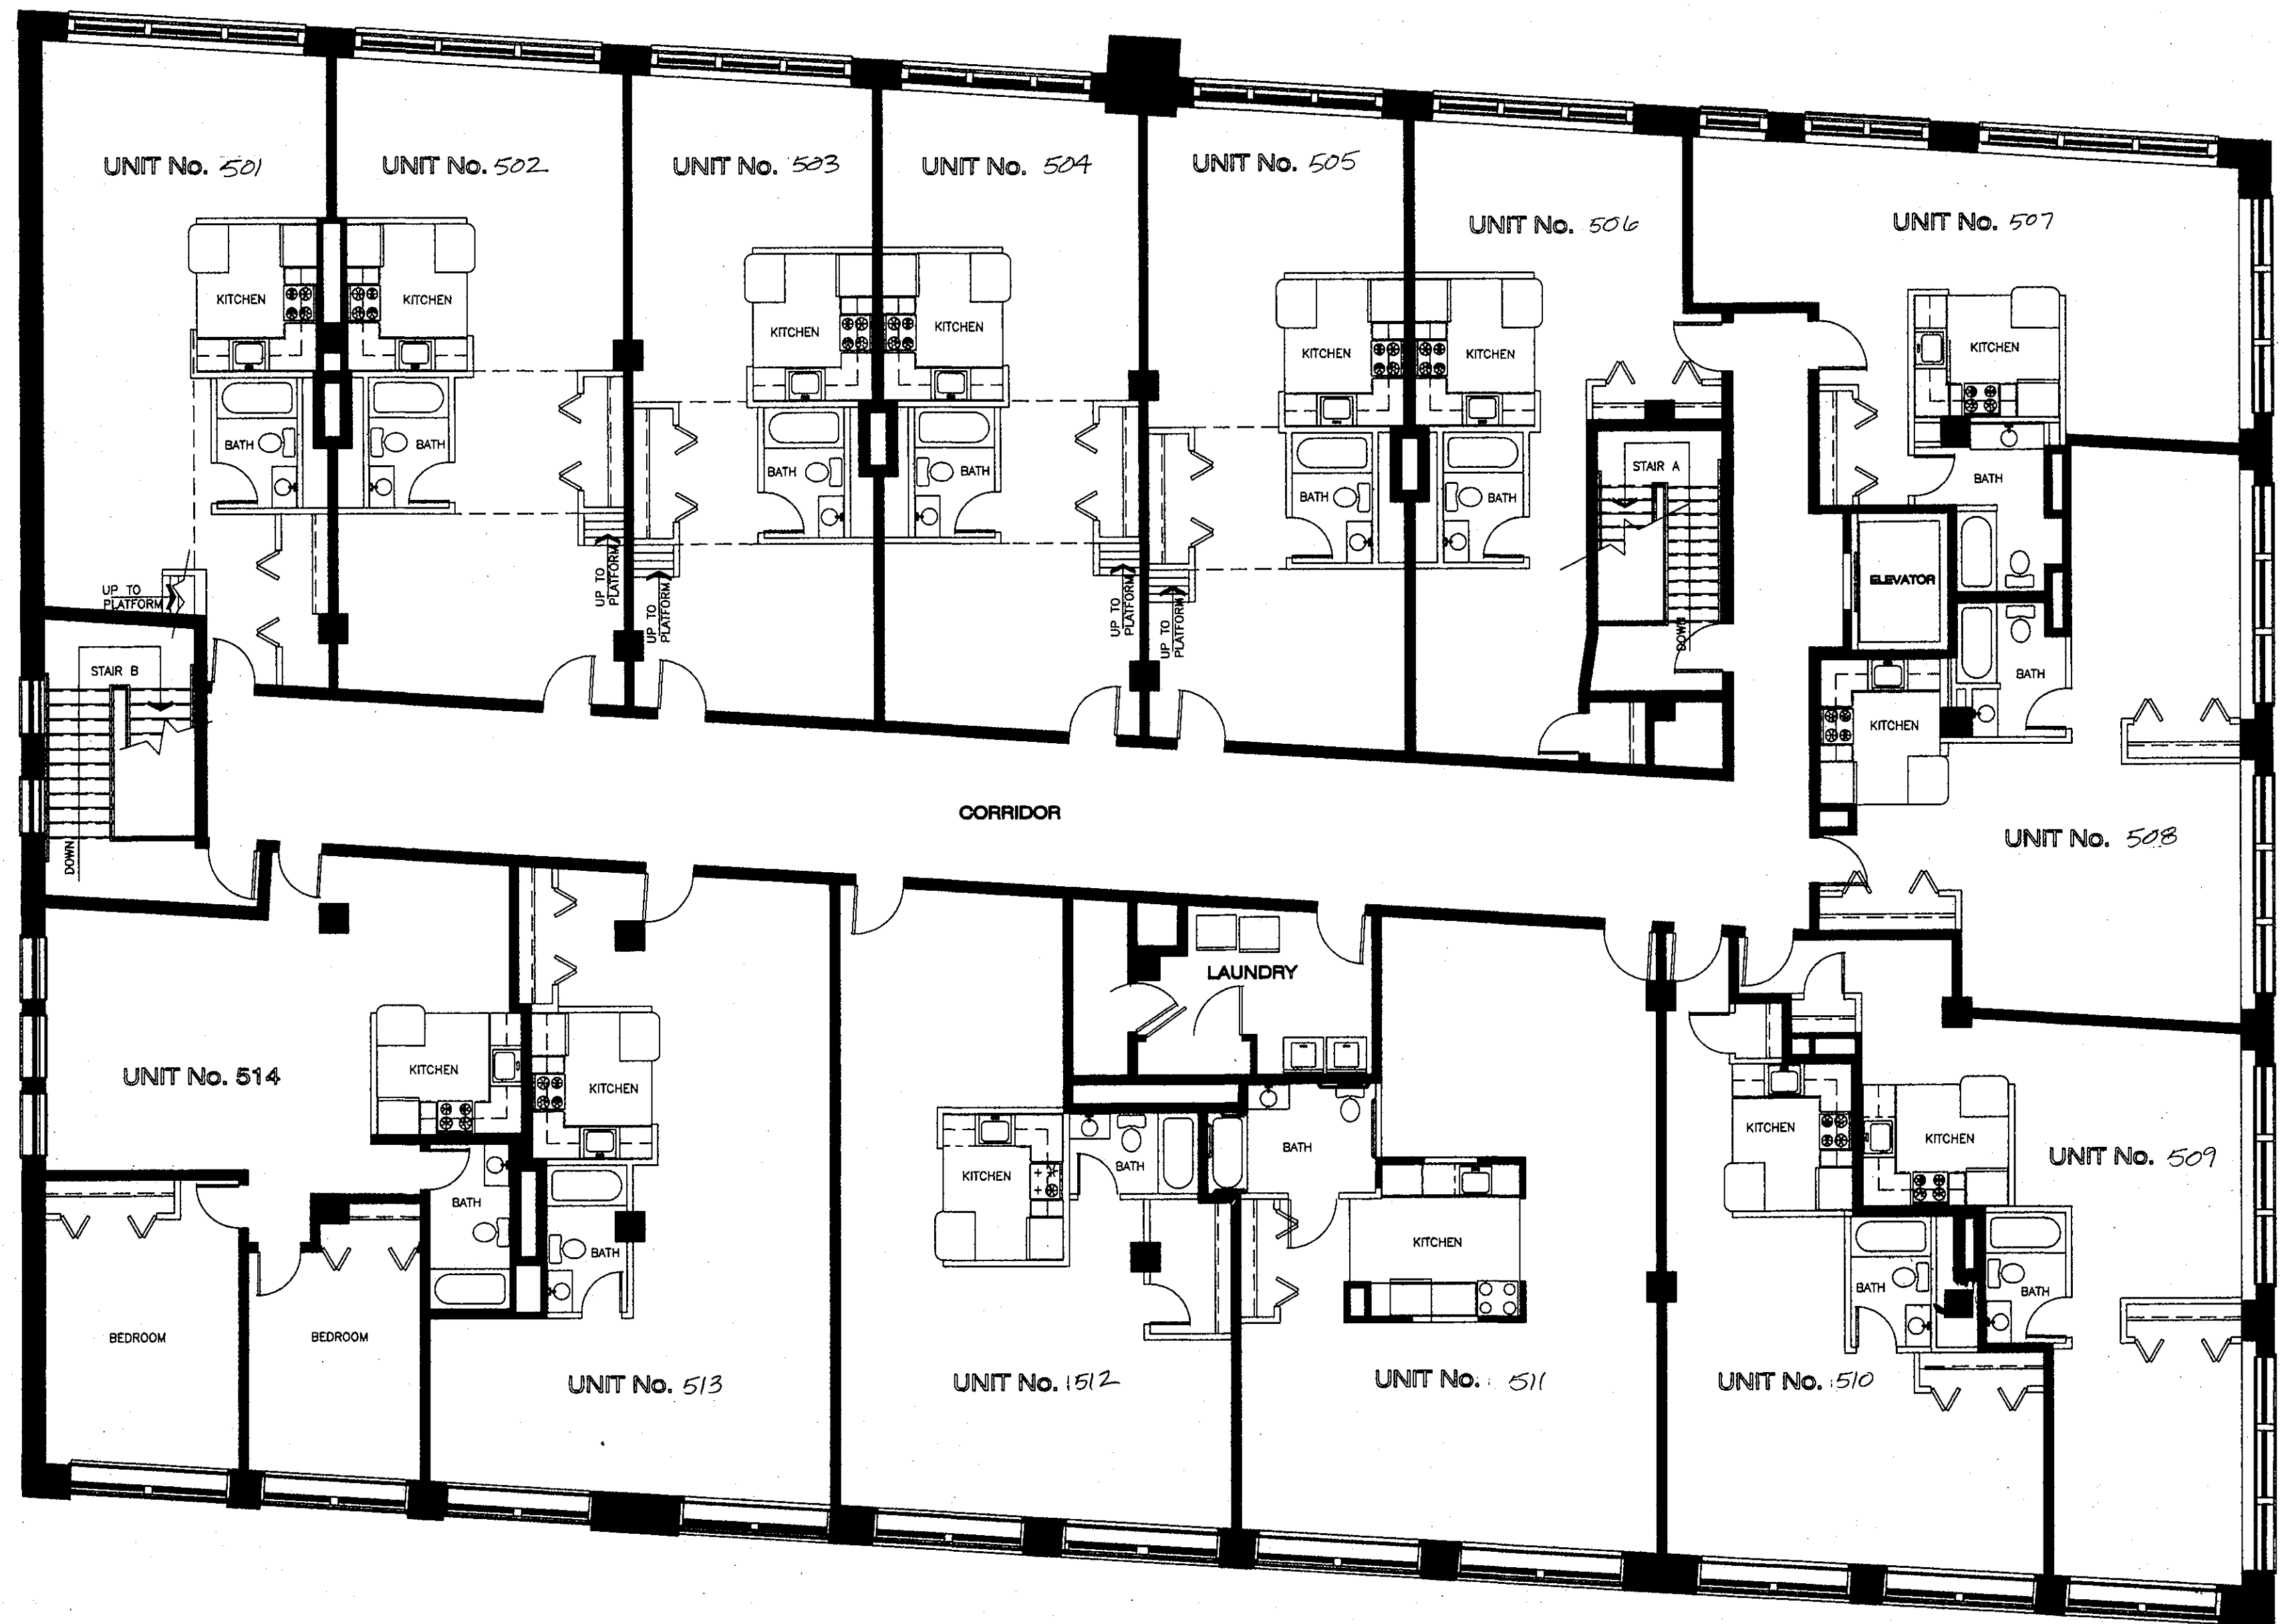 UNIT No. 501
UNIT No. 502
UNIT No. 503
UNIT No. 504
UNIT No. 505
UNIT No. 506
UNIT No. 507
KITCHEN
KITCHEN
KITCHEN
KITCHEN
KITCHEN
KITCHEN
KITCHEN
BATH
BATH
BATH
BATH
BATH
BATH
BATH
STAIR A
DOWN
ELEVATOR
UP TO
PLATFORM
UP TO
PLATFORM
UP TO
PLATFORM
UP TO
PLATFORM
UP TO
PLATFORM
STAIR B
DOWN
BATH
KITCHEN
CORRIDOR
UNIT No. 508
LAUNDRY
UNIT No. 514
KITCHEN
KITCHEN
KITCHEN
BATH
BATH
KITCHEN
KITCHEN
KITCHEN
UNIT No. 509
BATH
BATH
BATH
BATH
BEDROOM
BEDROOM
UNIT No. 513
UNIT No. 512
UNIT No. 511
UNIT No. 510